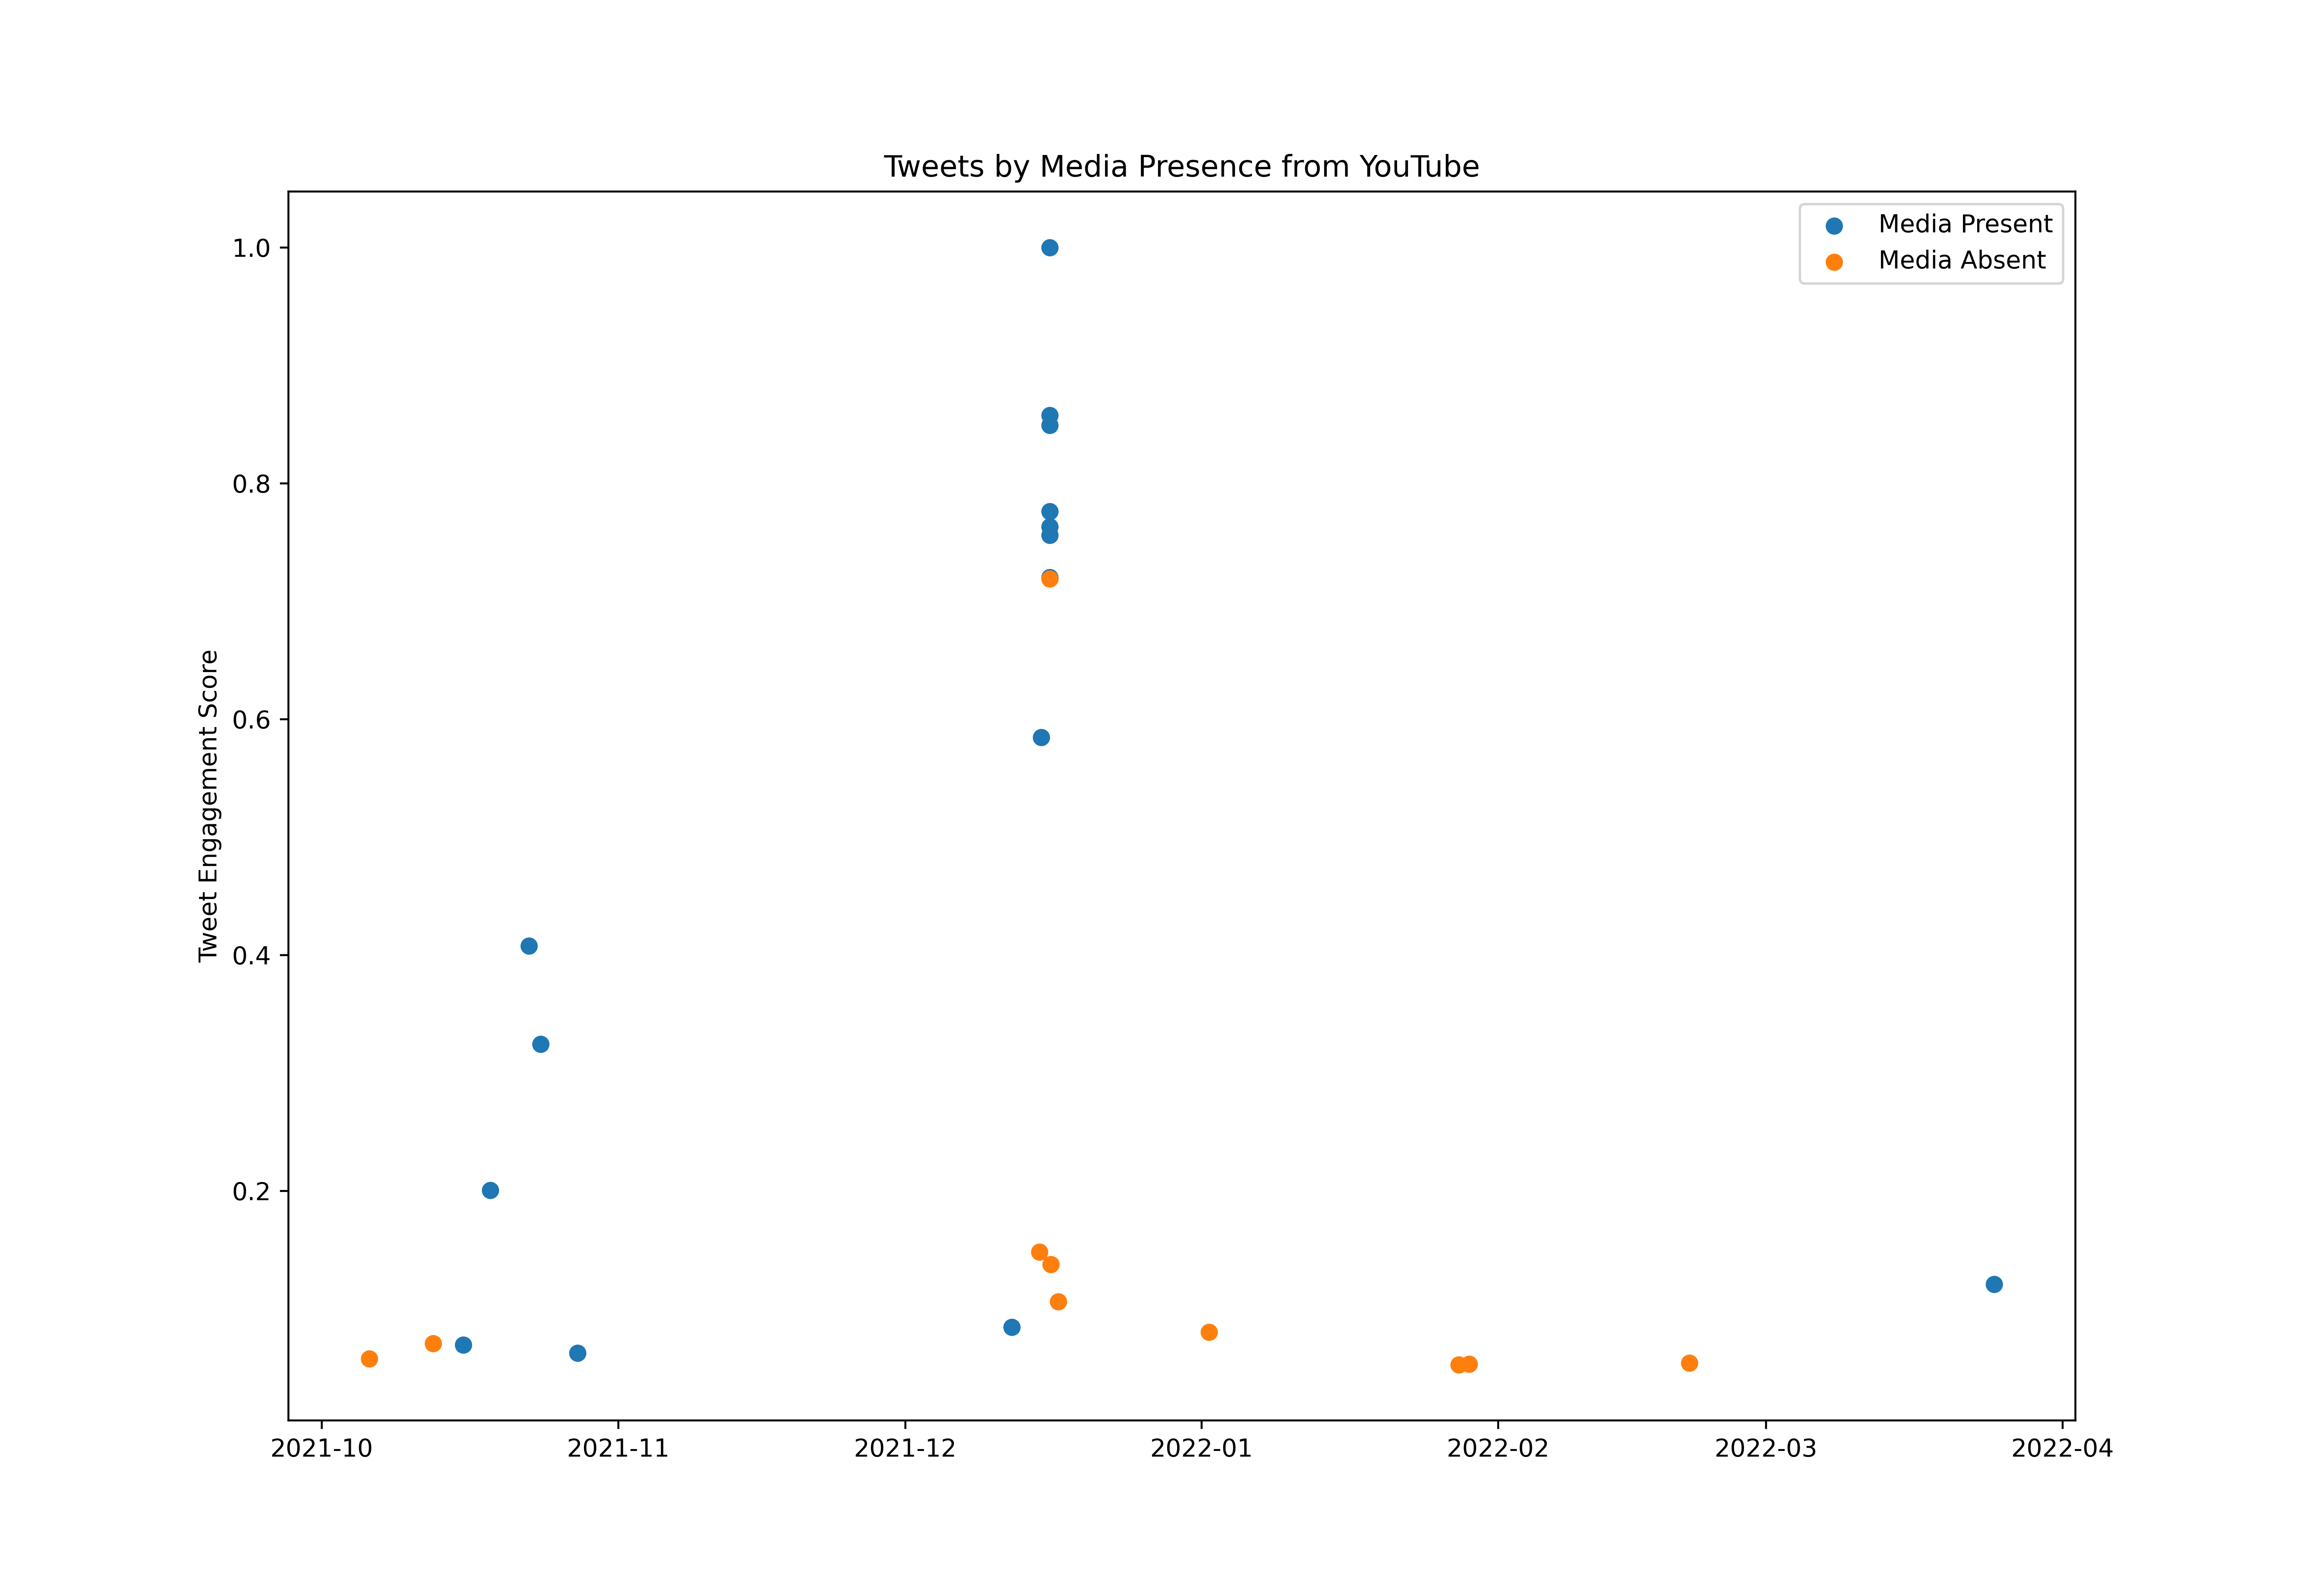 Tweets by Media Presence from YouTube
Media Present
Media Absent
1.0
0.8
0.6
0.4
0.2
Tweet Engagement Score
2021-10 2021-11 2021-12 2022-01 2022-02 2022-03 2022-04